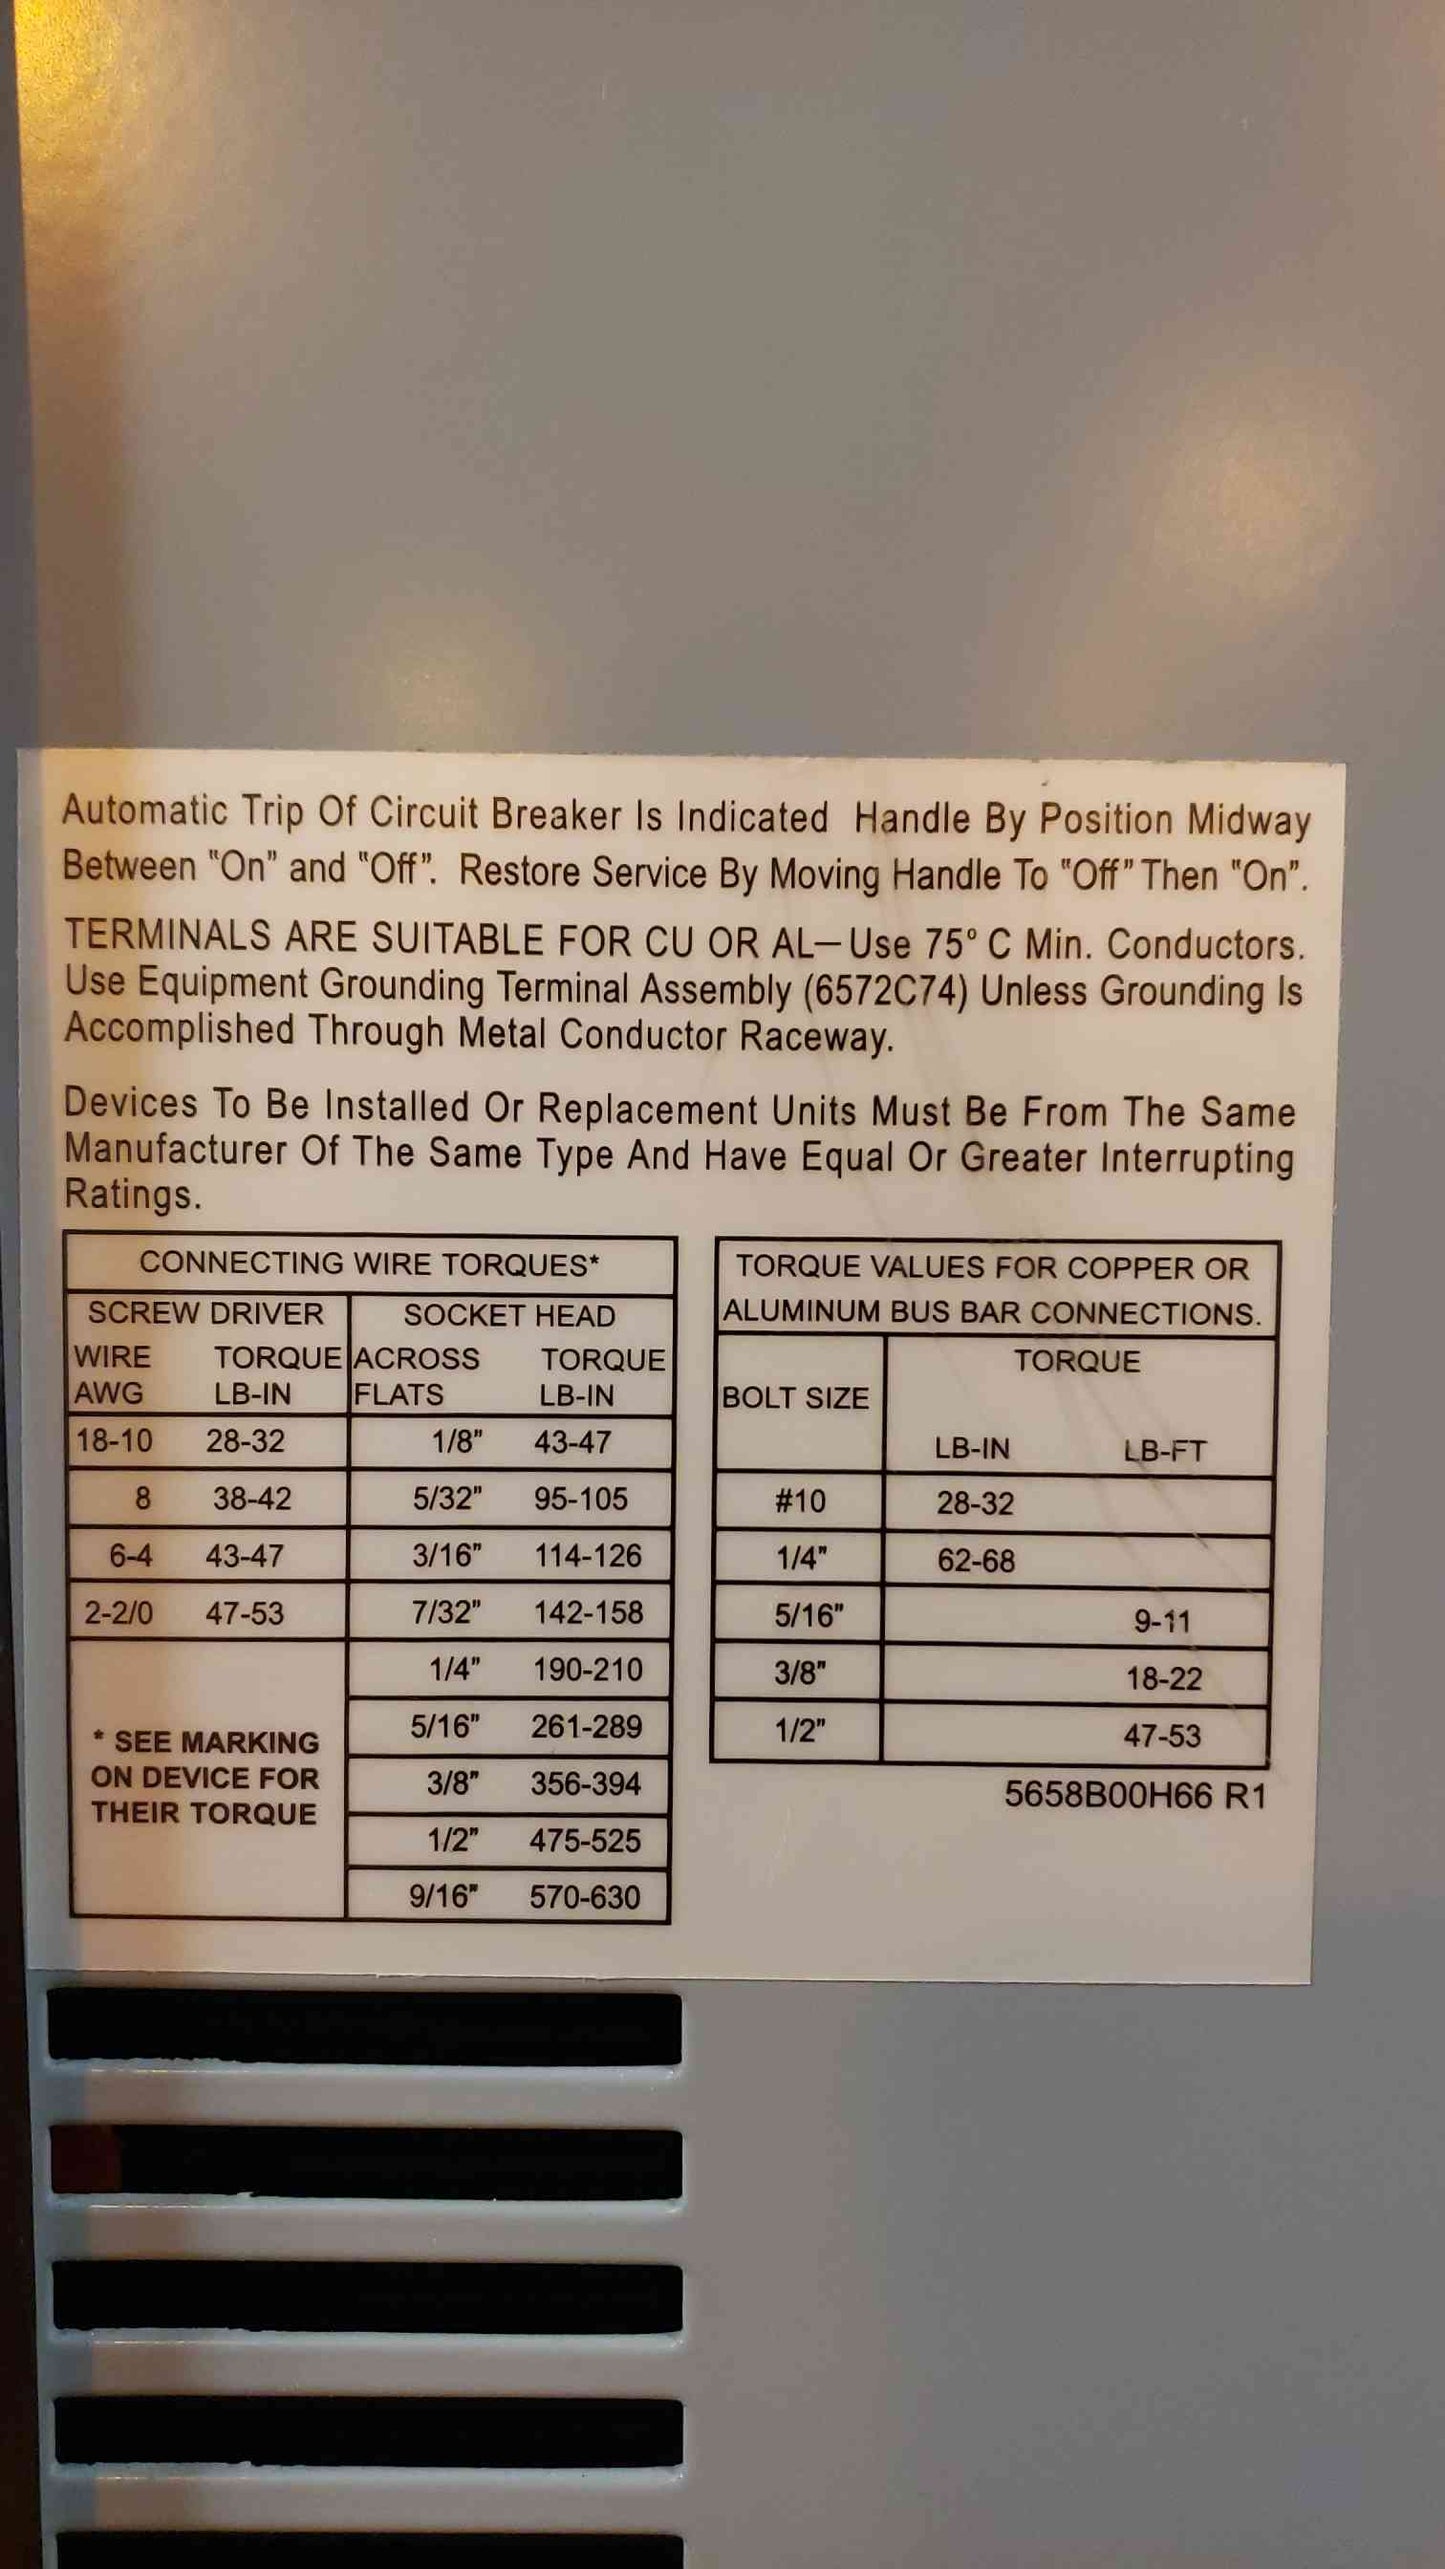 Automatic Trip Of Circuit Breaker Is Indicated Handle By Position Midway
Between "On" and "Off". Restore Service By Moving Handle To "Off" Then "On".
TERMINALS ARE SUITABLE FOR CU OR AL—Use 75° C Min. Conductors.
Use Equipment Grounding Terminal Assembly (6572C74) Unless Grounding Is
Accomplished Through Metal Conductor Raceway.
Devices To Be Installed Or Replacement Units Must Be From The Same
Manufacturer Of The Same Type And Have Equal Or Greater Interrupting
Ratings.
CONNECTING WIRE TORQUES*
SCREW DRIVER SOCKET HEAD
WIRE TORQUE ACROSS TORQUE
AWG LB-IN FLATS LB-IN
18-10 28-32 1/8" 43-47
8 38-42 5/32" 95-105
6-4 43-47 3/16" 114-126
2-2/0 47-53 7/32" 142-158
1/4" 190-210
5/16" 261-289
3/8" 356-394
1/2" 475-525
9/16" 570-630
* SEE MARKING
ON DEVICE FOR
THEIR TORQUE
TORQUE VALUES FOR COPPER OR
ALUMINUM BUS BAR CONNECTIONS.
TORQUE
BOLT SIZE
LB-IN LB-FT
#10 28-32
1/4" 62-68
5/16" 9-11
3/8" 18-22
1/2" 47-53
5658B00H66 R1